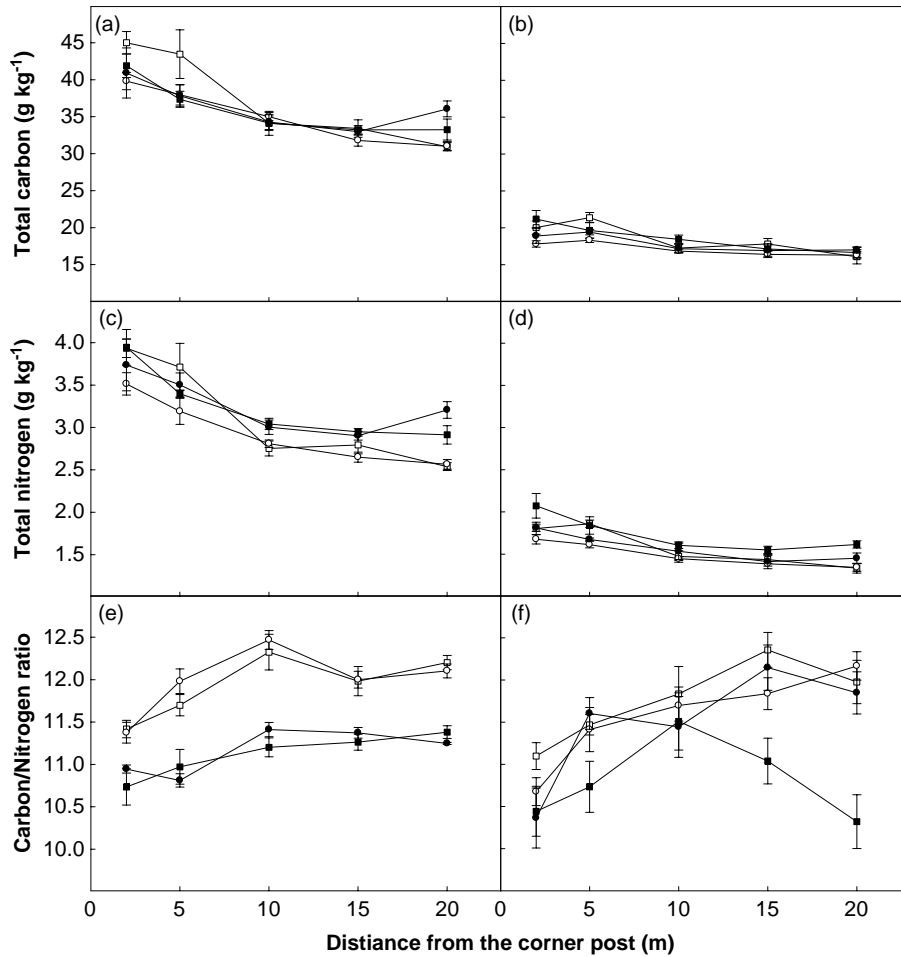 (a)
(b)
45
40
35
30
25
20
15
Total carbon (g kg-1)
(c)
(d)
4.0
3.5
3.0
2.5
2.0
1.5
Total nitrogen (g kg-1)
(e)
(f)
12.5
12.0
11.5
11.0
10.5
10.0
Carbon/Nitrogen ratio
0 5 10 15 20 0 5 10 15 20
Distiance from the corner post (m)